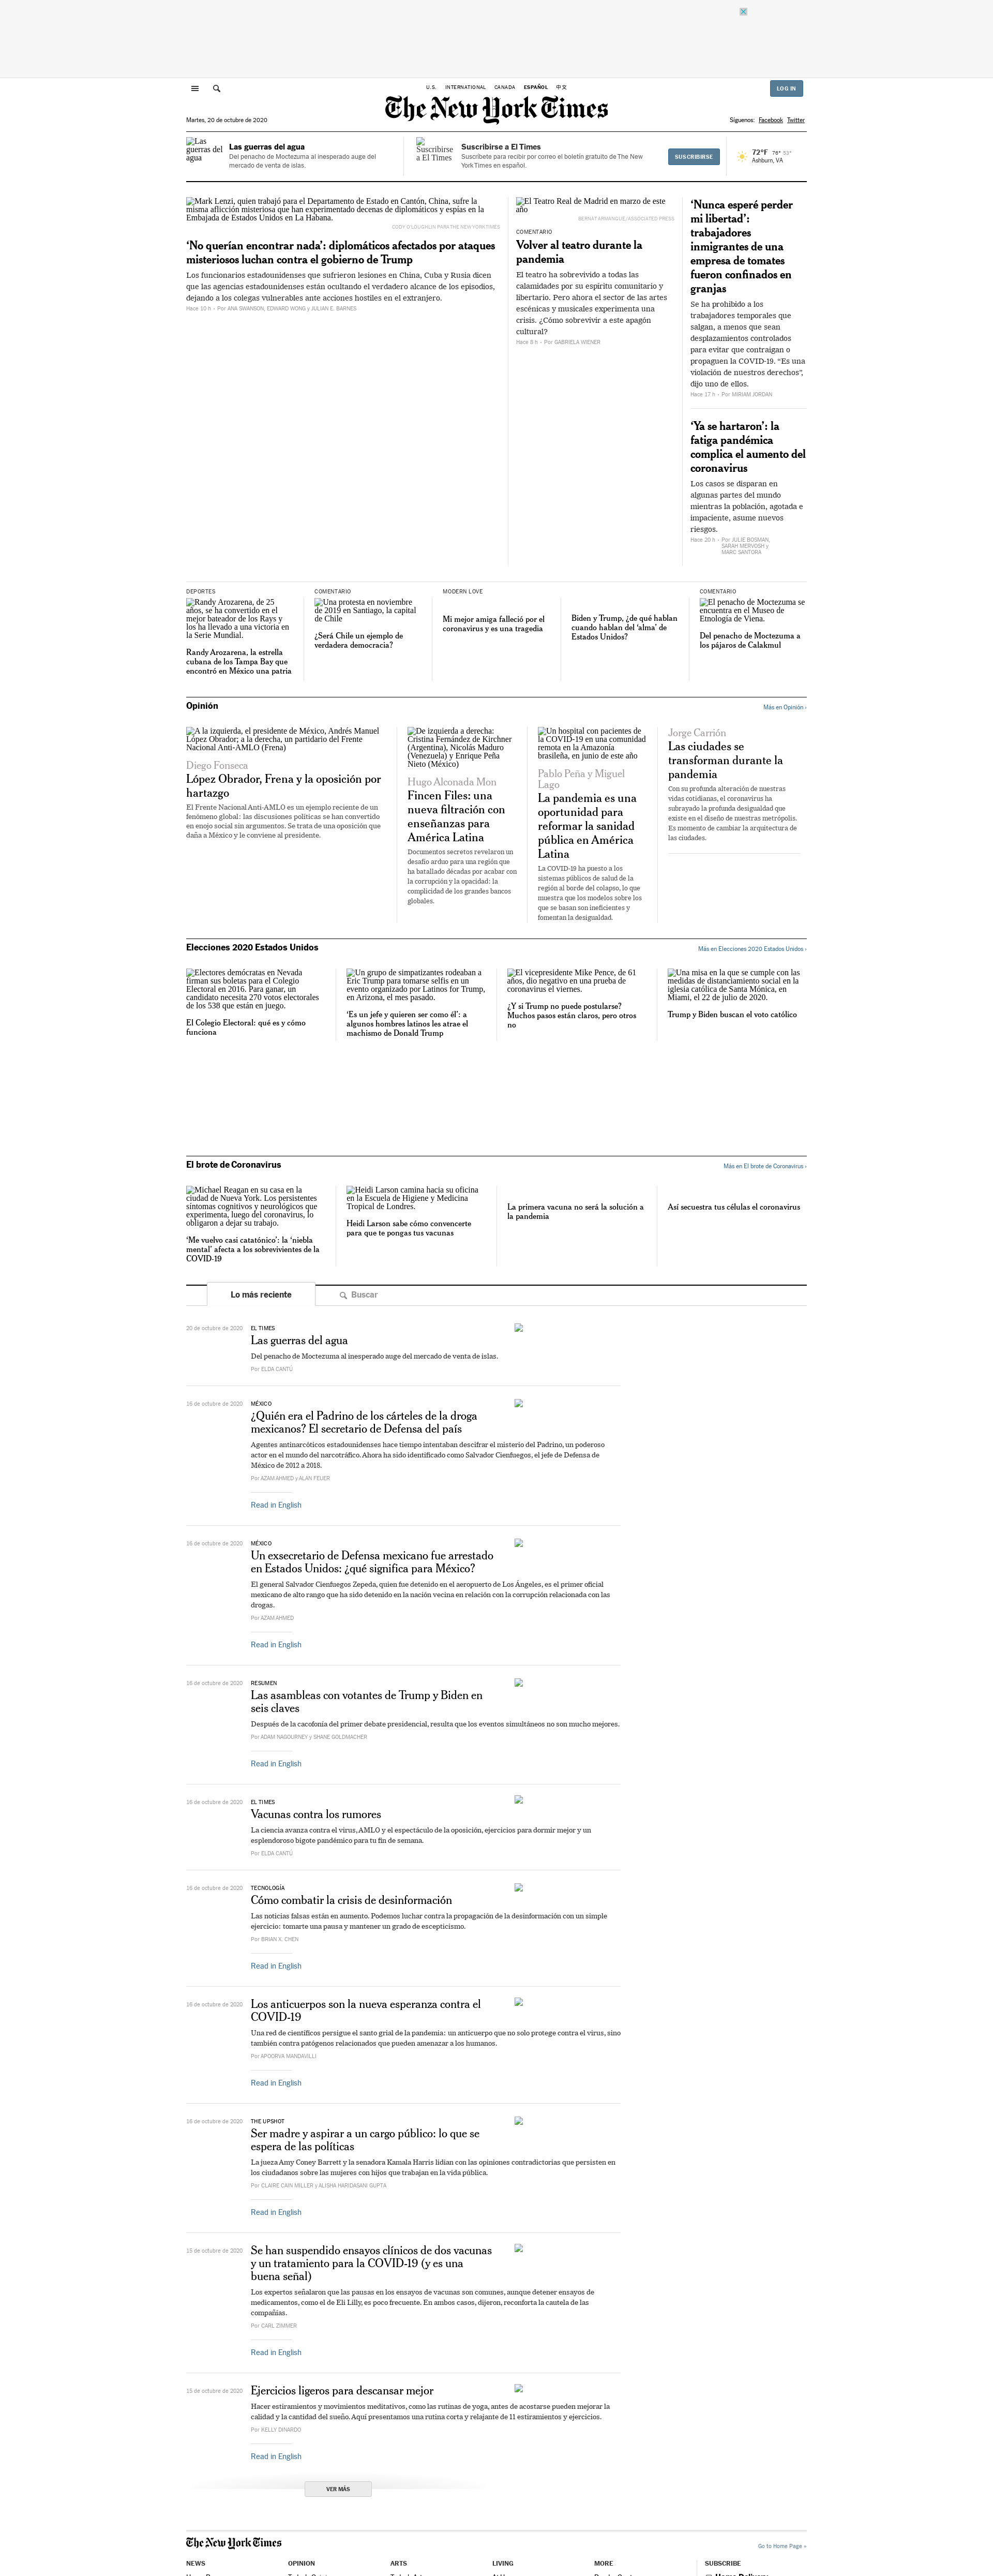 U.S. INTERNATIONAL CANADA ESPAÑOL 中文
LOG IN
The New York Times
Martes, 20 de octubre de 2020
Síguenos: Facebook Twitter
Las guerras del agua
Las guerras del agua
Del penacho de Moctezuma al inesperado auge del mercado de venta de islas.
Suscribirse a El Times
Suscribirse a El Times
Suscríbete para recibir por correo el boletín gratuito de The New York Times en español.
SUSCRIBIRSE
72°F 76° 53°
Ashburn, VA
Mark Lenzi, quien trabajó para el Departamento de Estado en Cantón, China, sufre la misma aflicción misteriosa que han experimentado decenas de diplomáticos y espías en la Embajada de Estados Unidos en La Habana.
CODY O'LOUGHLIN PARA THE NEW YORK TIMES
‘No querían encontrar nada’: diplomáticos afectados por ataques misteriosos luchan contra el gobierno de Trump
Los funcionarios estadounidenses que sufrieron lesiones en China, Cuba y Rusia dicen que las agencias estadounidenses están ocultando el verdadero alcance de los episodios, dejando a los colegas vulnerables ante acciones hostiles en el extranjero.
Hace 10 h - Por ANA SWANSON, EDWARD WONG y JULIAN E. BARNES
El Teatro Real de Madrid en marzo de este año
BERNAT ARMANGUE/ASSOCIATED PRESS
COMENTARIO
Volver al teatro durante la pandemia
El teatro ha sobrevivido a todas las calamidades por su espíritu comunitario y libertario. Pero ahora el sector de las artes escénicas y musicales experimenta una crisis. ¿Cómo sobrevivir a este apagón cultural?
Hace 8 h - Por GABRIELA WIENER
‘Nunca esperé perder mi libertad’: trabajadores inmigrantes de una empresa de tomates fueron confinados en granjas
Se ha prohibido a los trabajadores temporales que salgan, a menos que sean desplazamientos controlados para evitar que contraigan o propaguen la COVID-19. “Es una violación de nuestros derechos”, dijo uno de ellos.
Hace 17 h - Por MIRIAM JORDAN
‘Ya se hartaron’: la fatiga pandémica complica el aumento del coronavirus
Los casos se disparan en algunas partes del mundo mientras la población, agotada e impaciente, asume nuevos riesgos.
Hace 20 h - Por JULIE BOSMAN, SARAH MERVOSH y MARC SANTORA
DEPORTES
Randy Arozarena, de 25 años, se ha convertido en el mejor bateador de los Rays y los ha llevado a una victoria en la Serie Mundial.
Randy Arozarena, la estrella cubana de los Tampa Bay que encontró en México una patria
COMENTARIO
Una protesta en noviembre de 2019 en Santiago, la capital de Chile
¿Será Chile un ejemplo de verdadera democracia?
MODERN LOVE
Mi mejor amiga falleció por el coronavirus y es una tragedia
Biden y Trump, ¿de qué hablan cuando hablan del ‘alma’ de Estados Unidos?
COMENTARIO
El penacho de Moctezuma se encuentra en el Museo de Etnología de Viena.
Del penacho de Moctezuma a los pájaros de Calakmul
Opinión
Más en Opinión ›
A la izquierda, el presidente de México, Andrés Manuel López Obrador; a la derecha, un partidario del Frente Nacional Anti-AMLO (Frena)
Diego Fonseca
López Obrador, Frena y la oposición por hartazgo
El Frente Nacional Anti-AMLO es un ejemplo reciente de un fenómeno global: las discusiones políticas se han convertido en enojo social sin argumentos. Se trata de una oposición que daña a México y le conviene al presidente.
De izquierda a derecha: Cristina Fernández de Kirchner (Argentina), Nicolás Maduro (Venezuela) y Enrique Peña Nieto (México)
Hugo Alconada Mon
Fincen Files: una nueva filtración con enseñanzas para América Latina
Documentos secretos revelaron un desafío arduo para una región que ha batallado décadas por acabar con la corrupción y la opacidad: la complicidad de los grandes bancos globales.
Un hospital con pacientes de la COVID-19 en una comunidad remota en la Amazonía brasileña, en junio de este año
Pablo Peña y Miguel Lago
La pandemia es una oportunidad para reformar la sanidad pública en América Latina
La COVID-19 ha puesto a los sistemas públicos de salud de la región al borde del colapso, lo que muestra que los modelos sobre los que se basan son ineficientes y fomentan la desigualdad.
Jorge Carrión
Las ciudades se transforman durante la pandemia
Con su profunda alteración de nuestras vidas cotidianas, el coronavirus ha subrayado la profunda desigualdad que existe en el diseño de nuestras metrópolis. Es momento de cambiar la arquitectura de las ciudades.
Elecciones 2020 Estados Unidos
Más en Elecciones 2020 Estados Unidos ›
Electores demócratas en Nevada firman sus boletas para el Colegio Electoral en 2016. Para ganar, un candidato necesita 270 votos electorales de los 538 que están en juego.
El Colegio Electoral: qué es y cómo funciona
Un grupo de simpatizantes rodeaban a Eric Trump para tomarse selfis en un evento organizado por Latinos for Trump, en Arizona, el mes pasado.
‘Es un jefe y quieren ser como él’: a algunos hombres latinos les atrae el machismo de Donald Trump
El vicepresidente Mike Pence, de 61 años, dio negativo en una prueba de coronavirus el viernes.
¿Y si Trump no puede postularse? Muchos pasos están claros, pero otros no
Una misa en la que se cumple con las medidas de distanciamiento social en la iglesia católica de Santa Mónica, en Miami, el 22 de julio de 2020.
Trump y Biden buscan el voto católico
El brote de Coronavirus
Más en El brote de Coronavirus ›
Michael Reagan en su casa en la ciudad de Nueva York. Los persistentes síntomas cognitivos y neurológicos que experimenta, luego del coronavirus, lo obligaron a dejar su trabajo.
‘Me vuelvo casi catatónico’: la ‘niebla mental’ afecta a los sobrevivientes de la COVID-19
Heidi Larson camina hacia su oficina en la Escuela de Higiene y Medicina Tropical de Londres.
Heidi Larson sabe cómo convencerte para que te pongas tus vacunas
La primera vacuna no será la solución a la pandemia
Así secuestra tus células el coronavirus
Lo más reciente
Buscar
20 de octubre de 2020
EL TIMES
Las guerras del agua
Del penacho de Moctezuma al inesperado auge del mercado de venta de islas.
Por ELDA CANTÚ
16 de octubre de 2020
MÉXICO
¿Quién era el Padrino de los cárteles de la droga mexicanos? El secretario de Defensa del país
Agentes antinarcóticos estadounidenses hace tiempo intentaban descifrar el misterio del Padrino, un poderoso actor en el mundo del narcotráfico. Ahora ha sido identificado como Salvador Cienfuegos, el jefe de Defensa de México de 2012 a 2018.
Por AZAM AHMED y ALAN FEUER
Read in English
16 de octubre de 2020
MÉXICO
Un exsecretario de Defensa mexicano fue arrestado en Estados Unidos: ¿qué significa para México?
El general Salvador Cienfuegos Zepeda, quien fue detenido en el aeropuerto de Los Ángeles, es el primer oficial mexicano de alto rango que ha sido detenido en la nación vecina en relación con la corrupción relacionada con las drogas.
Por AZAM AHMED
Read in English
16 de octubre de 2020
RESUMEN
Las asambleas con votantes de Trump y Biden en seis claves
Después de la cacofonía del primer debate presidencial, resulta que los eventos simultáneos no son mucho mejores.
Por ADAM NAGOURNEY y SHANE GOLDMACHER
Read in English
16 de octubre de 2020
EL TIMES
Vacunas contra los rumores
La ciencia avanza contra el virus, AMLO y el espectáculo de la oposición, ejercicios para dormir mejor y un esplendoroso bigote pandémico para tu fin de semana.
Por ELDA CANTÚ
16 de octubre de 2020
TECNOLOGÍA
Cómo combatir la crisis de desinformación
Las noticias falsas están en aumento. Podemos luchar contra la propagación de la desinformación con un simple ejercicio: tomarte una pausa y mantener un grado de escepticismo.
Por BRIAN X. CHEN
Read in English
16 de octubre de 2020
Los anticuerpos son la nueva esperanza contra el COVID-19
Una red de científicos persigue el santo grial de la pandemia: un anticuerpo que no solo protege contra el virus, sino también contra patógenos relacionados que pueden amenazar a los humanos.
Por APOORVA MANDAVILLI
Read in English
16 de octubre de 2020
THE UPSHOT
Ser madre y aspirar a un cargo público: lo que se espera de las políticas
La jueza Amy Coney Barrett y la senadora Kamala Harris lidian con las opiniones contradictorias que persisten en los ciudadanos sobre las mujeres con hijos que trabajan en la vida pública.
Por CLAIRE CAIN MILLER y ALISHA HARIDASANI GUPTA
Read in English
15 de octubre de 2020
Se han suspendido ensayos clínicos de dos vacunas y un tratamiento para la COVID-19 (y es una buena señal)
Los expertos señalaron que las pausas en los ensayos de vacunas son comunes, aunque detener ensayos de medicamentos, como el de Eli Lilly, es poco frecuente. En ambos casos, dijeron, reconforta la cautela de las compañías.
Por CARL ZIMMER
Read in English
15 de octubre de 2020
Ejercicios ligeros para descansar mejor
Hacer estiramientos y movimientos meditativos, como las rutinas de yoga, antes de acostarse pueden mejorar la calidad y la cantidad del sueño. Aquí presentamos una rutina corta y relajante de 11 estiramientos y ejercicios.
Por KELLY DINARDO
Read in English
VER MÁS
The New York Times
Go to Home Page »
NEWS OPINION ARTS LIVING MORE SUBSCRIBE